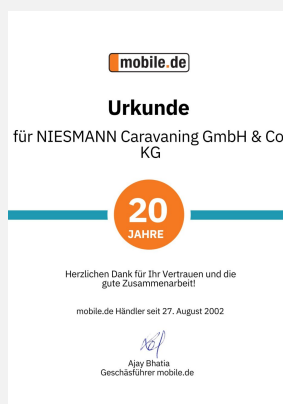 mobile.de
Urkunde
für NIESMANN Caravaning GmbH & Co
KG
20
JAHRE
Herzlichen Dank für Ihr Vertrauen und die
gute Zusammenarbeit!
mobile.de Händler seit 27. August 2002
Ajay Bhatia
Geschäsführer mobile.de